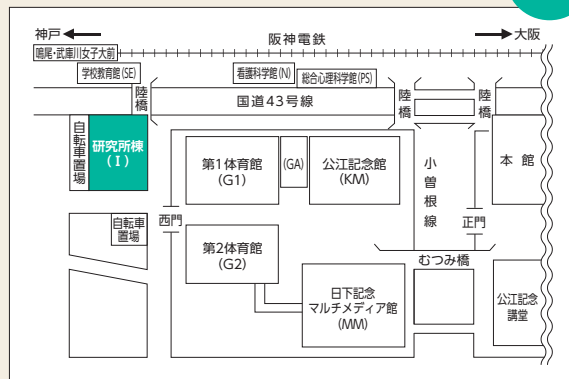 神戸
阪神電鉄
大阪
鳴尾・武庫川女子大前
学校教育館(SE)
看護科学館(N)
総合心理科学館(PS)
陸橋
国道43号線
陸橋
陸橋
自転車置場
研究所棟
(I)
第1体育館
(G1)
(GA)
公江記念館
(KM)
小曽根線
本館
自転車
置場
西門
正門
第2体育館
(G2)
むつみ橋
日下記念
マルチメディア館
(MM)
公江記念
講堂